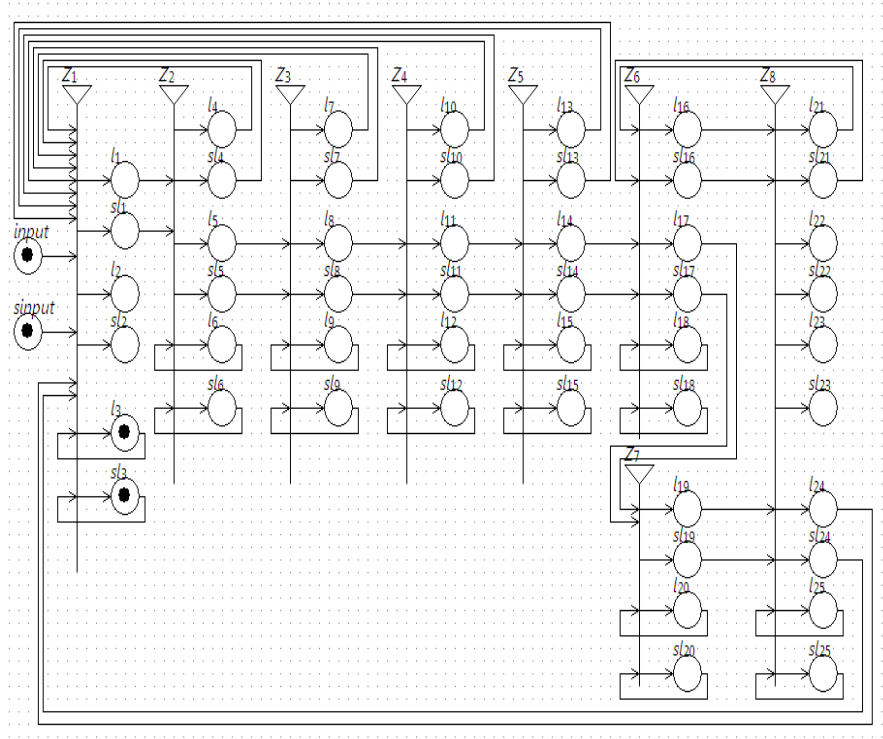 Z1 Z2 Z3 Z4 Z5 Z6 Z8
l4 l7 l10 l13 l16 l21
l1 sl4 sl7 sl10 sl13 sl16 sl21
sl1
input l5 l8 l11 l14 l17 l22
l2 sl5 sl8 sl11 sl14 sl17 sl22
sinput sl2 l6 l9 l12 l15 l18 l23
sl6 sl9 sl12 sl15 sl18 sl23
l3
Z7
sl3 l19 l24
sl19 sl24
l20 l25
sl20 sl25